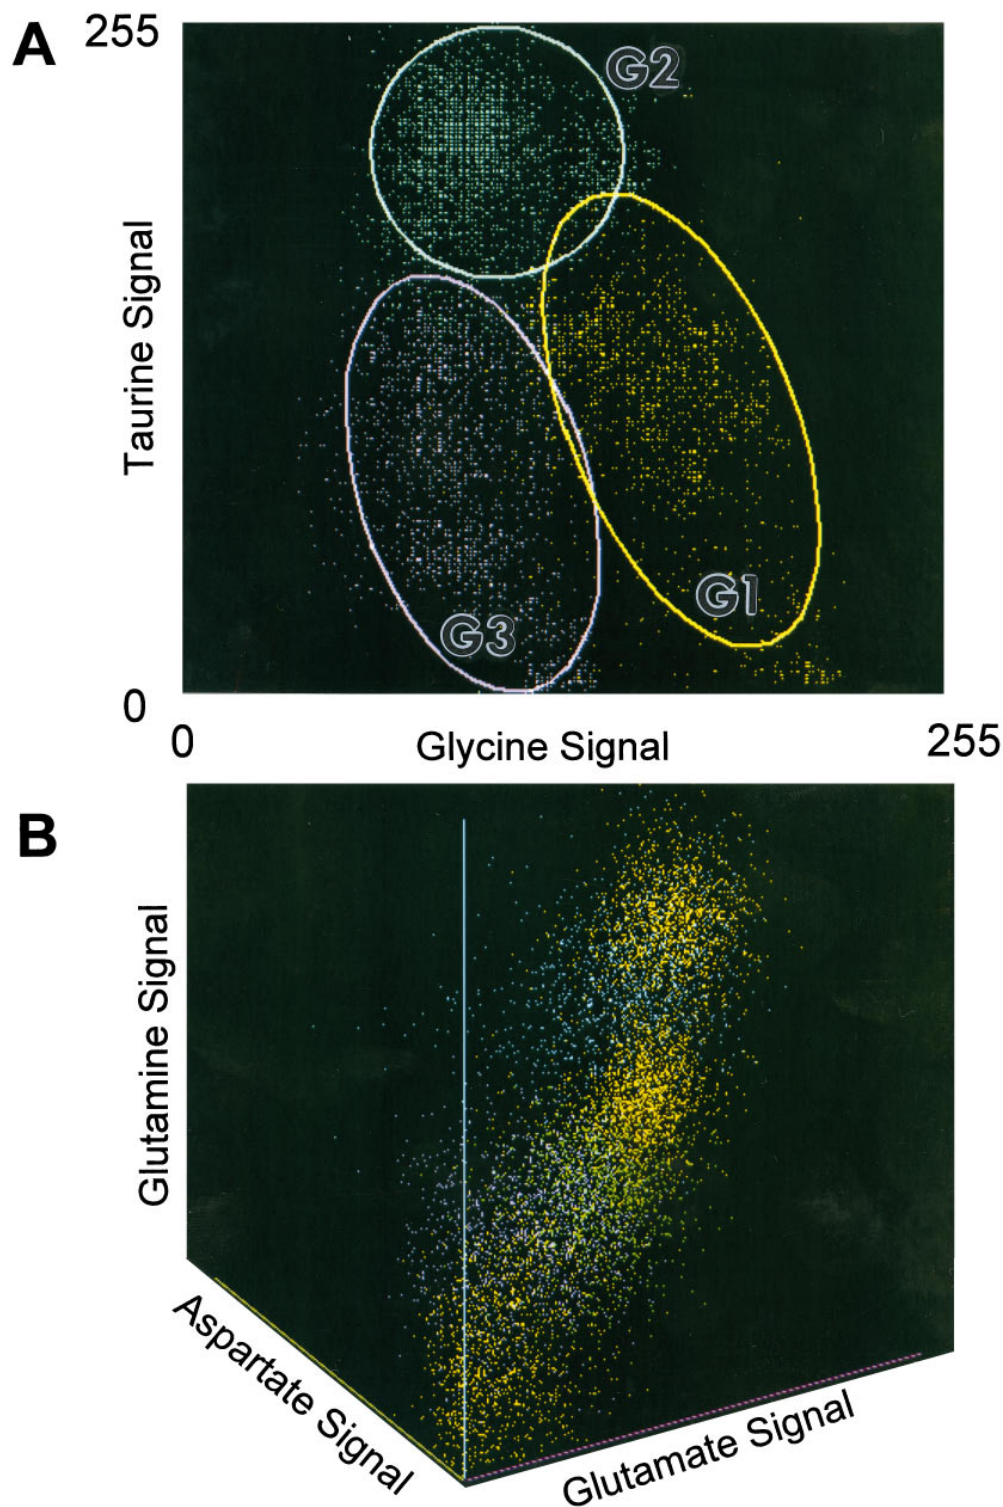 A
255
G2
Taurine Signal
G1
G3
0
0
Glycine Signal
255
B
Glutamine Signal
Aspartate Signal
Glutamate Signal